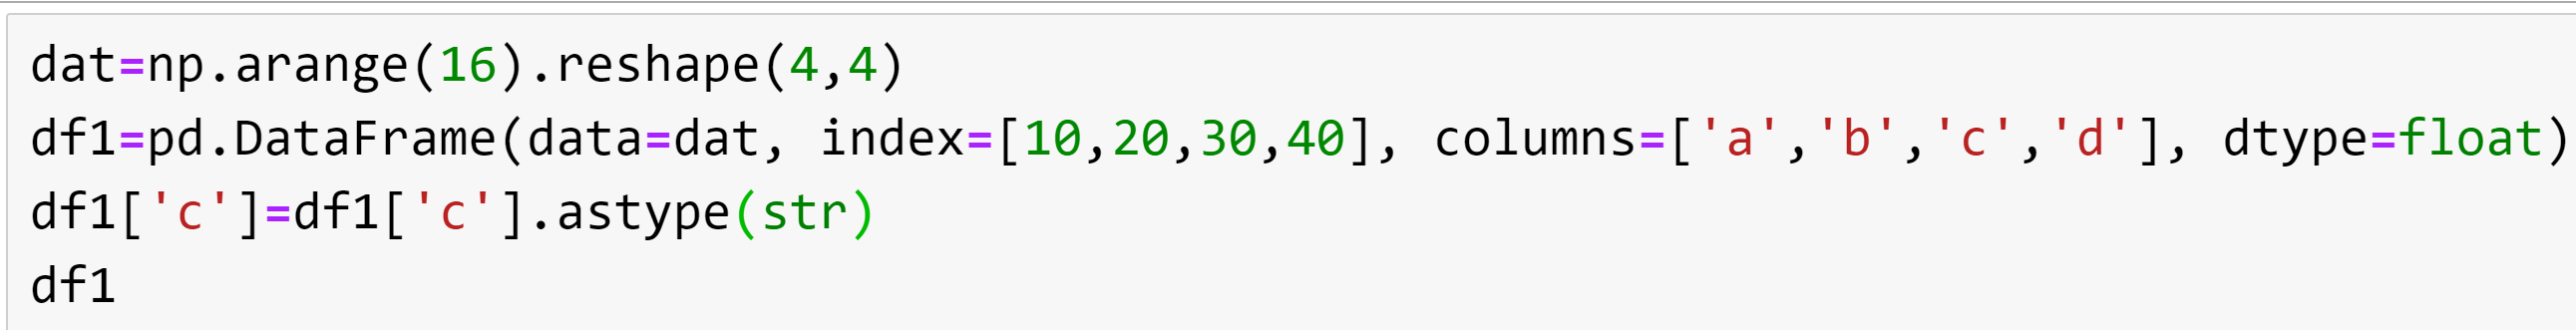 dat=np.arange(16).reshape(4,4)
df1=pd.DataFrame(data=dat, index=[10,20,30,40], columns=['a','b','c','d'], dtype=float)
df1['c']=df1['c'].astype(str)
df1